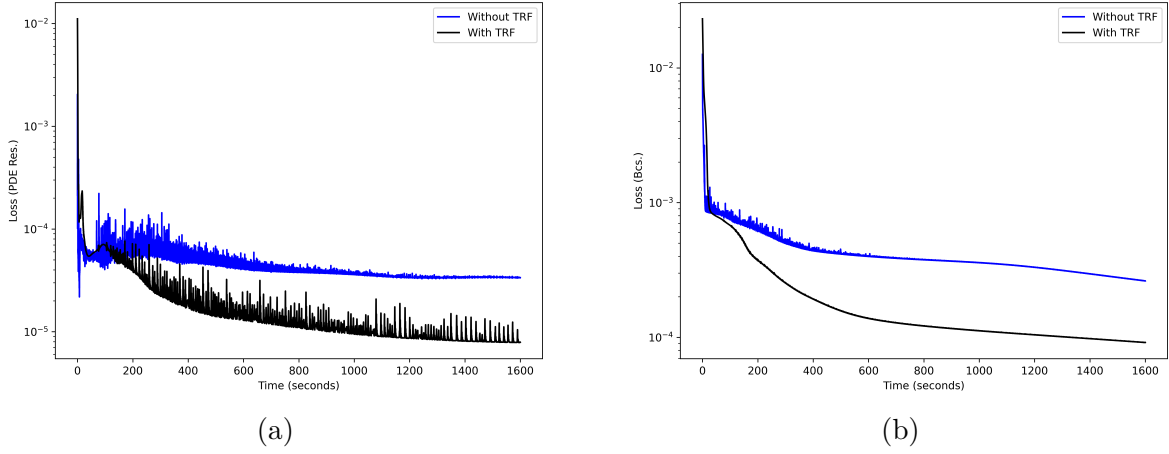 10⁻²
10⁻³
10⁻⁴
10⁻⁵
Loss (PDE Res.)
0 200 400 600 800 1000 1200 1400 1600
Time (seconds)
Without TRF
With TRF
(a)
10⁻²
10⁻³
10⁻⁴
Loss (Bcs.)
0 200 400 600 800 1000 1200 1400 1600
Time (seconds)
Without TRF
With TRF
(b)